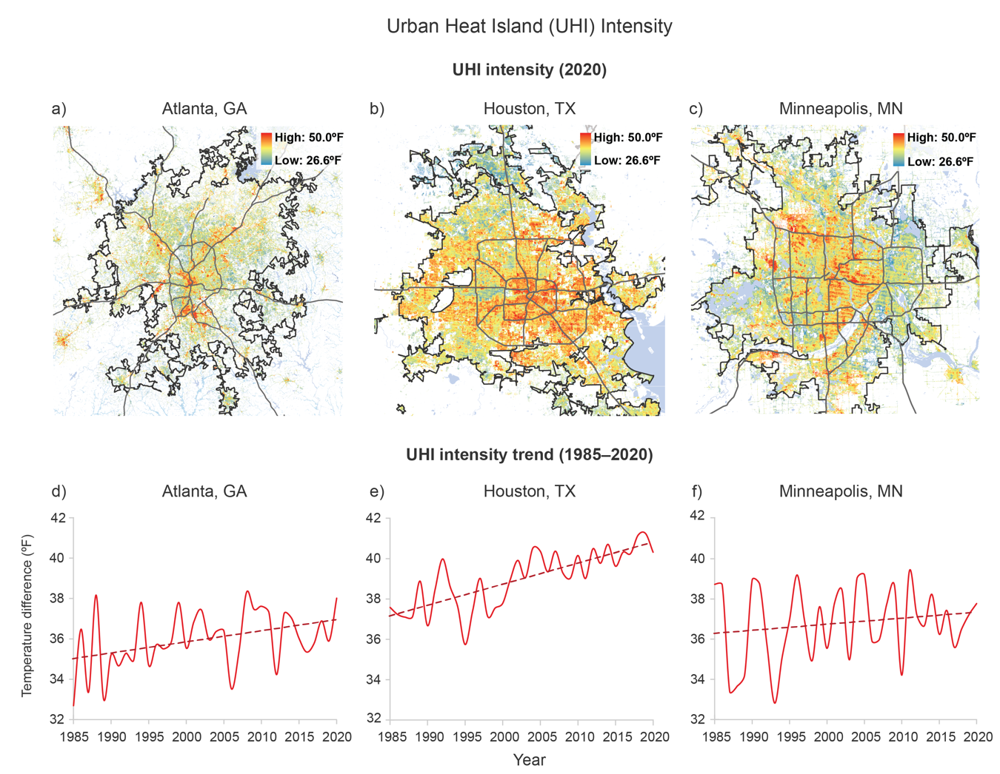 Urban Heat Island (UHI) Intensity
UHI intensity (2020)
a) Atlanta, GA
High: 50.0ºF
Low: 26.6ºF
b) Houston, TX
High: 50.0ºF
Low: 26.6ºF
c) Minneapolis, MN
High: 50.0ºF
Low: 26.6ºF
UHI intensity trend (1985–2020)
d) Atlanta, GA
Temperature difference (ºF)
42
40
38
36
34
32
1985 1990 1995 2000 2005 2010 2015 2020
e) Houston, TX
42
40
38
36
34
32
1985 1990 1995 2000 2005 2010 2015 2020
f) Minneapolis, MN
42
40
38
36
34
32
1985 1990 1995 2000 2005 2010 2015 2020
Year